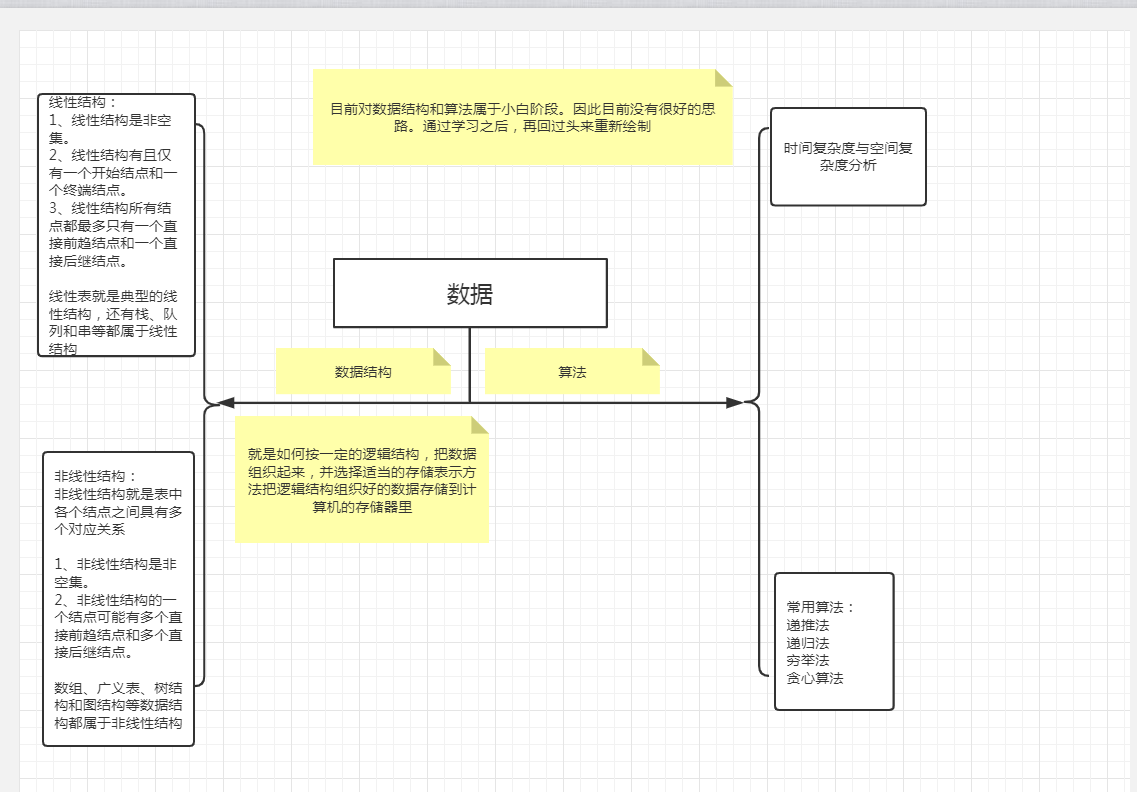 线性结构：
1、线性结构是非空
集。
2、线性结构有且仅
有一个开始结点和一
个终端结点。
3、线性结构所有结
点都最多只有一个直
接前趋结点和一个直
接后继结点。
线性表就是典型的线
性结构，还有栈、队
列和串等都属于线性
结构
目前对数据结构和算法属于小白阶段。因此目前没有很好的思
路。通过学习之后，再回过头来重新绘制
时间复杂度与空间复
杂度分析
数据
数据结构
算法
就是如何按一定的逻辑结构，把数据
组织起来，并选择适当的存储表示方
法把逻辑结构组织好的数据存储到计
算机的存储器里
非线性结构：
非线性结构就是表中
各个结点之间具有多
个对应关系
1、非线性结构是非
空集。
2、非线性结构的一
个结点可能有多个直
接前趋结点和多个直
接后继结点。
数组、广义表、树结
构和图结构等数据结
构都属于非线性结构
常用算法：
递推法
递归法
穷举法
贪心算法